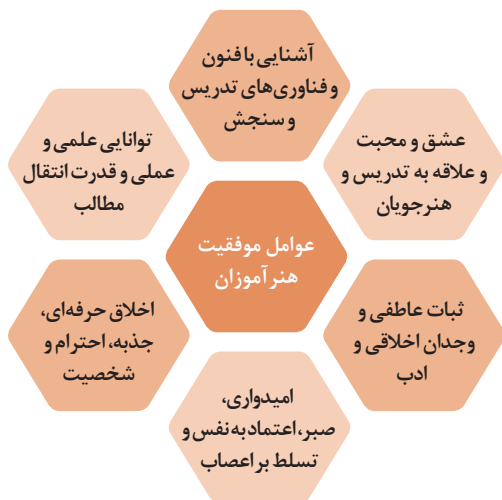 آشنایی با فنون
و فناوری‌های تدریس
و سنجش
عشق و محبت
و علاقه به تدریس و
هنرجویان
توانایی علمی و
عملی و قدرت انتقال
مطالب
عوامل موفقیت
هنرآموزان
ثبات عاطفی و
وجدان اخلاقی و
ادب
اخلاق حرفه‌ای،
جذبه، احترام و
شخصیت
امیدواری،
صبر، اعتماد به نفس و
تسلط بر اعصاب